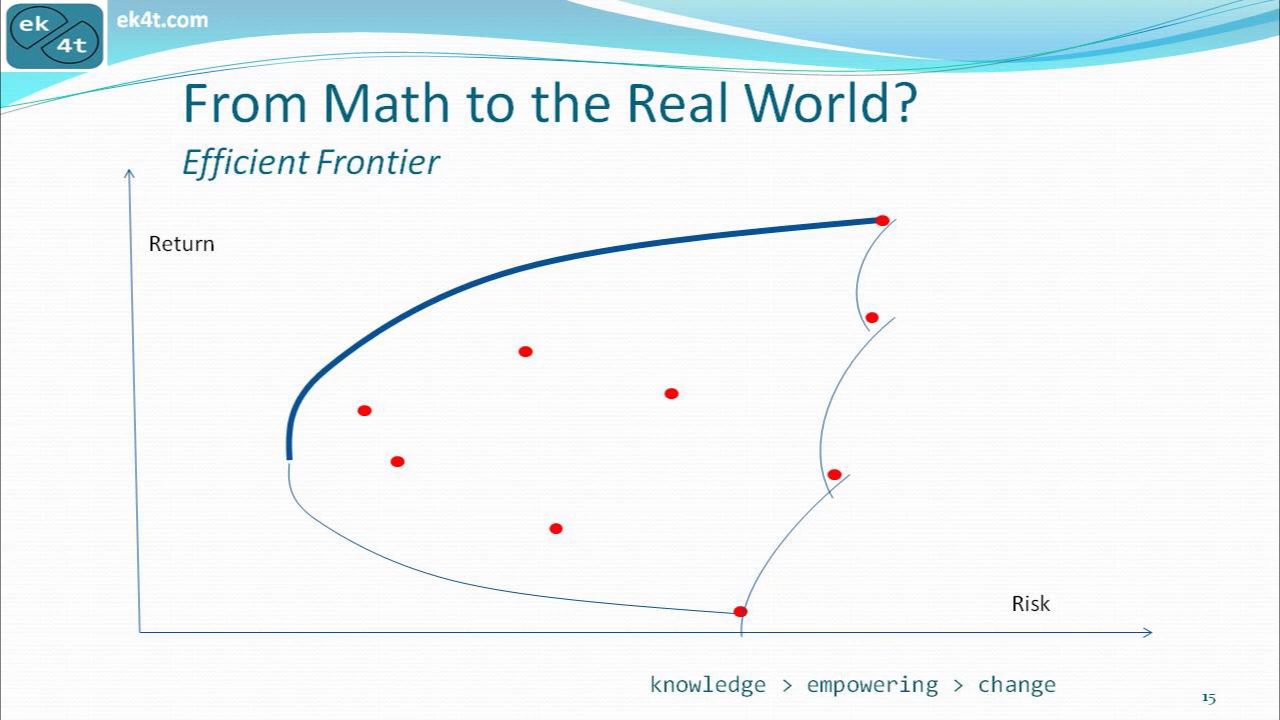 ek
4t
ek4t.com
From Math to the Real World?
Efficient Frontier
Return
Risk
knowledge > empowering > change
15